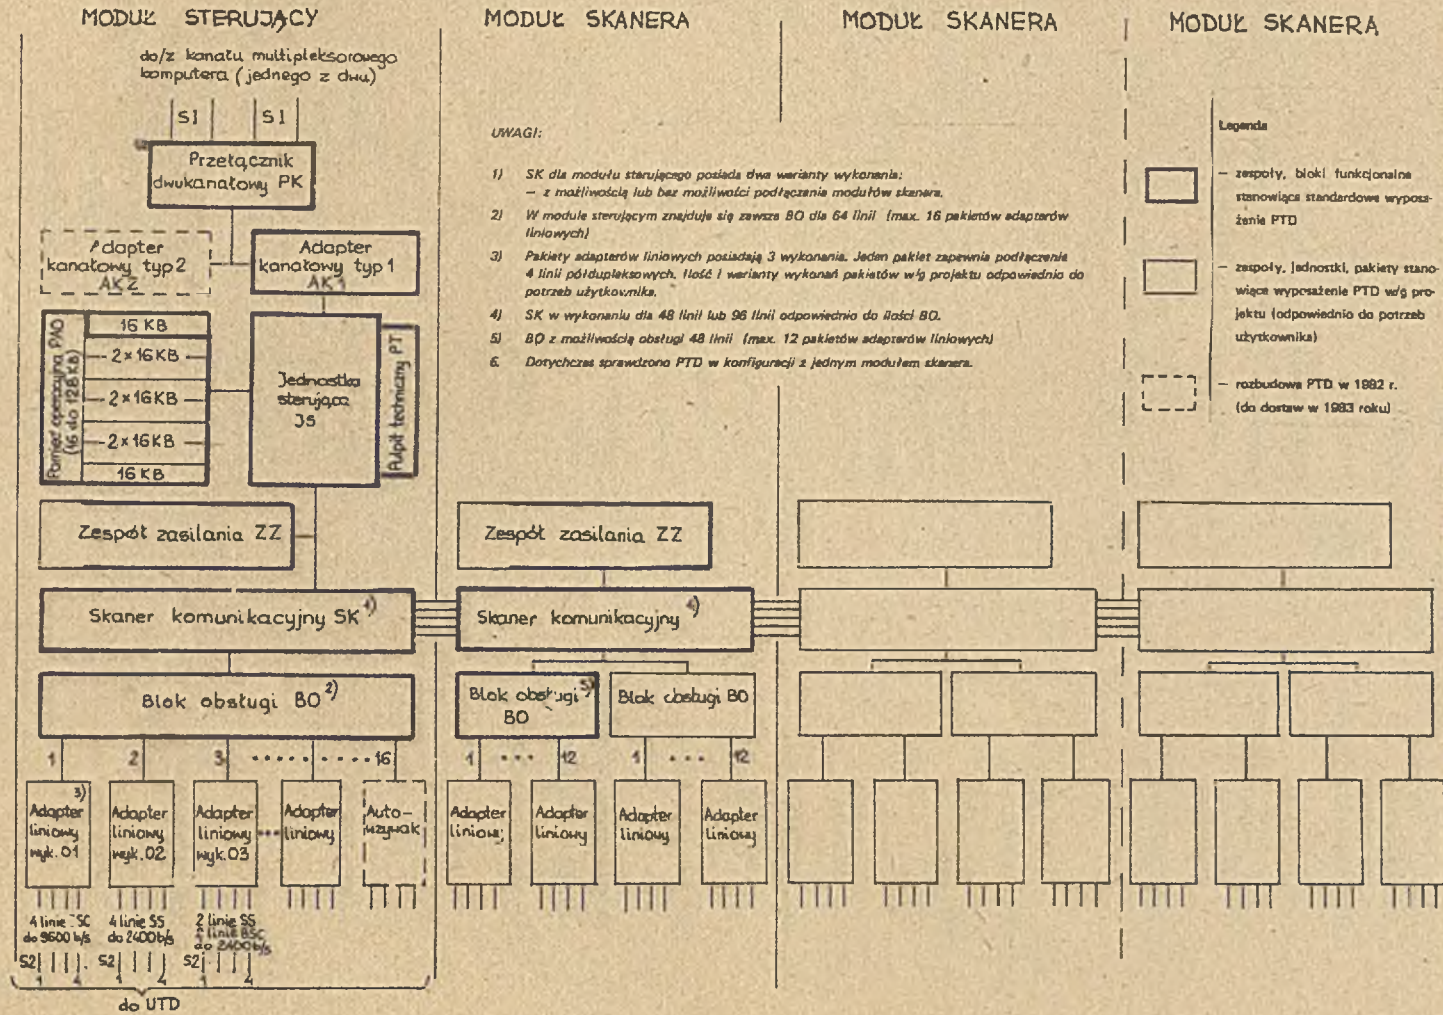 MODUŁ STERUJĄCY
do/z kanału multipleksorowego
komputera (jednego z dwu)
S1
S1
Przełącznik
dwukanałowy PK
Adapter
kanałowy typ 2
AK2
Adapter
kanałowy typ 1
AK 1
Pamięć operacyjna PAO
(16 do 128 KB)
16 KB
2×16KB
2×16KB
2×16KB
16 KB
Jednostka
sterująca
JS
Pulpit techniczny PT
Zespół zasilania ZZ
Skaner komunikacyjny SK 1)
Blok obsługi BO 2)
1
2
3
16
3)
Adapter
liniowy
wyk.01
Adapter
liniowy
wyk.02
Adapter
liniowy
wyk.03
Adapter
liniowy
Auto-
wzywak
4 linie SC
do 9600 b/s
4 linie SS
do 2400 b/s
2 linie SS
2 linie BSC
do 2400 b/s
S2
1 4
S2
1 4
S2
1 4
do UTD
MODUŁ SKANERA
UWAGI:
1) SK dla modułu sterującego posiada dwa warianty wykonania:
– z możliwością lub bez możliwości podłączenia modułów skanera.
2) W module sterującym znajduje się zawsze BO dla 64 linii (max. 16 pakietów adapterów
liniowych)
3) Pakiety adapterów liniowych posiadają 3 wykonania. Jeden pakiet zapewnia podłączenie
4 linii półdupleksowych. Ilość i warianty wykonań pakietów w/g projektu odpowiednio do
potrzeb użytkownika.
4) SK w wykonaniu dla 48 linii lub 96 linii odpowiednio do ilości BO.
5) BO z możliwością obsługi 48 linii (max. 12 pakietów adapterów liniowych)
6. Dotychczas sprawdzono PTD w konfiguracji z jednym modułem skanera.
Zespół zasilania ZZ
Skaner komunikacyjny 4)
Blok obsługi 5)
BO
Blok obsługi BO
1 ... 12
1 ... 12
Adapter
liniowy
Adapter
liniowy
Adapter
liniowy
Adapter
liniowy
MODUŁ SKANERA
MODUŁ SKANERA
Legenda
– zespoły, bloki funkcjonalne
stanowiące standardowe wyposa-
żenie PTD
– zespoły, jednostki, pakiety stano-
wiące wyposażenie PTD w/g pro-
jektu (odpowiednio do potrzeb
użytkownika)
– rozbudowa PTD w 1982 r.
(do dostaw w 1983 roku)